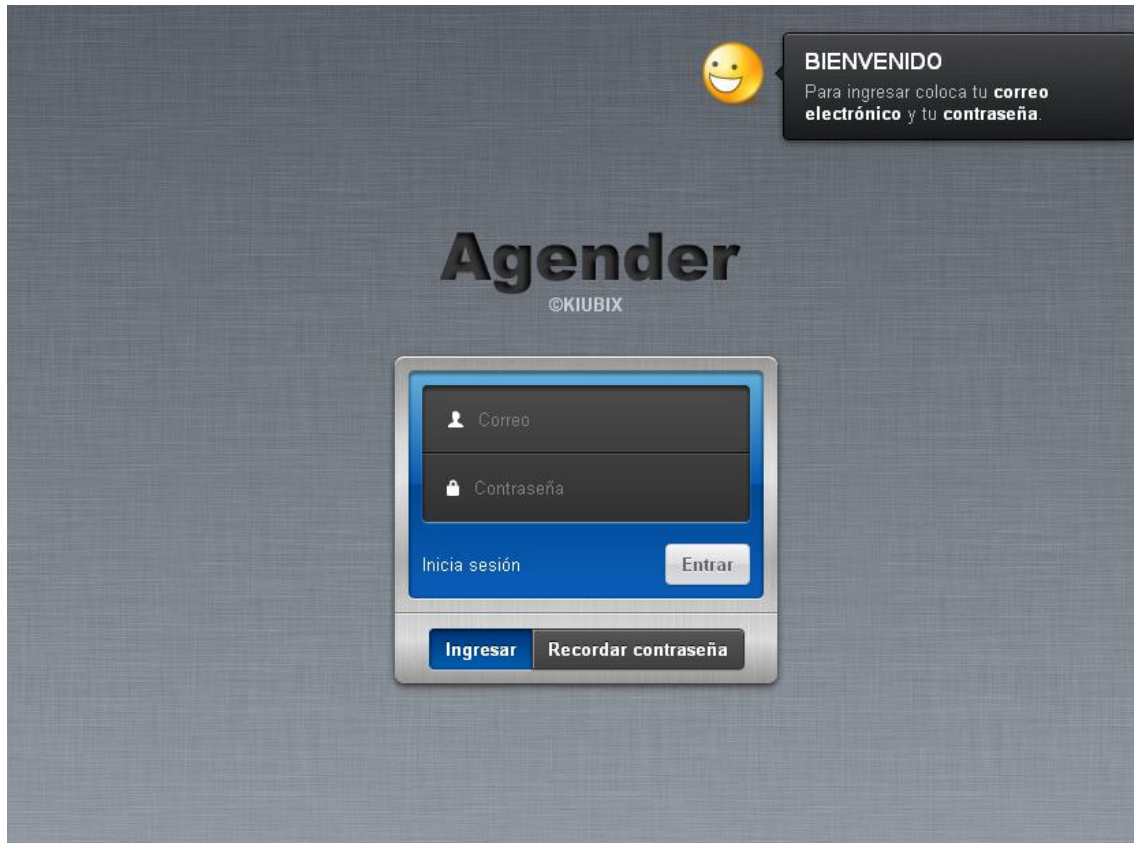 BIENVENIDO
Para ingresar coloca tu correo
electrónico y tu contraseña.
Agender
©KIUBIX
Correo
Contraseña
Inicia sesión
Entrar
Ingresar
Recordar contraseña